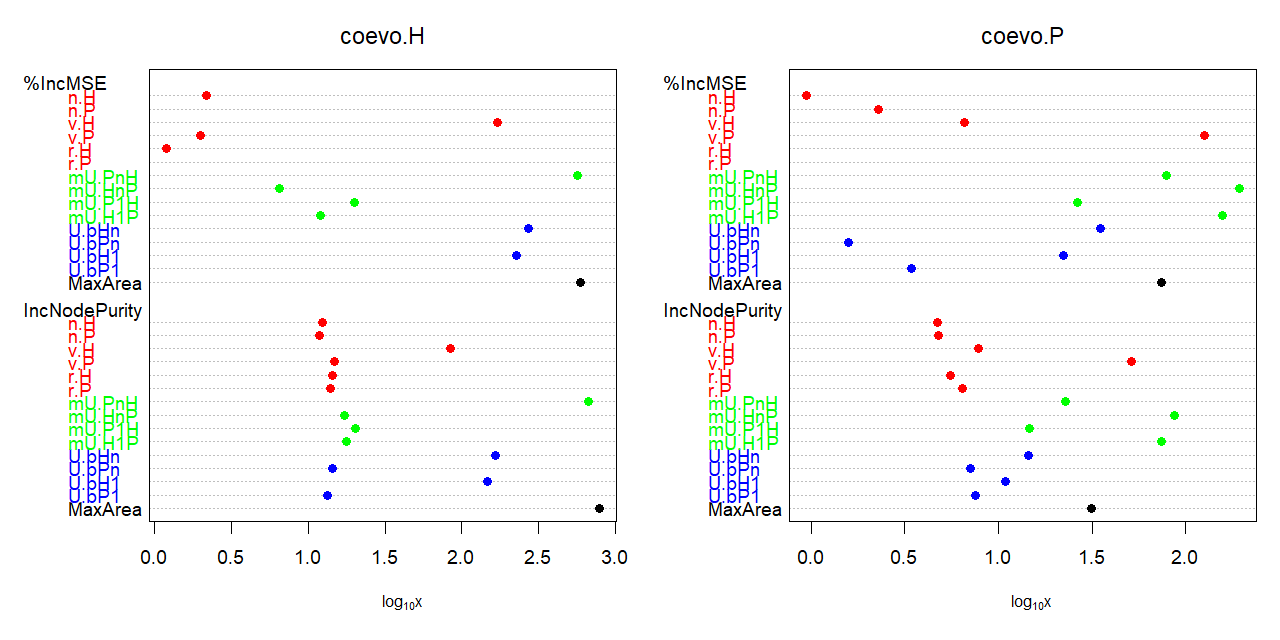 coevo.H
%IncMSE
n.H
n.P
v.H
v.P
r.H
r.P
mU.PnH
mU.HnP
mU.P1H
mU.H1P
U.bHn
U.bPn
U.bH1
U.bP1
MaxArea
IncNodePurity
n.H
n.P
v.H
v.P
r.H
r.P
mU.PnH
mU.HnP
mU.P1H
mU.H1P
U.bHn
U.bPn
U.bH1
U.bP1
MaxArea
0.0 0.5 1.0 1.5 2.0 2.5 3.0
log₁₀x
coevo.P
%IncMSE
n.H
n.P
v.H
v.P
r.H
r.P
mU.PnH
mU.HnP
mU.P1H
mU.H1P
U.bHn
U.bPn
U.bH1
U.bP1
MaxArea
IncNodePurity
n.H
n.P
v.H
v.P
r.H
r.P
mU.PnH
mU.HnP
mU.P1H
mU.H1P
U.bHn
U.bPn
U.bH1
U.bP1
MaxArea
0.0 0.5 1.0 1.5 2.0
log₁₀x